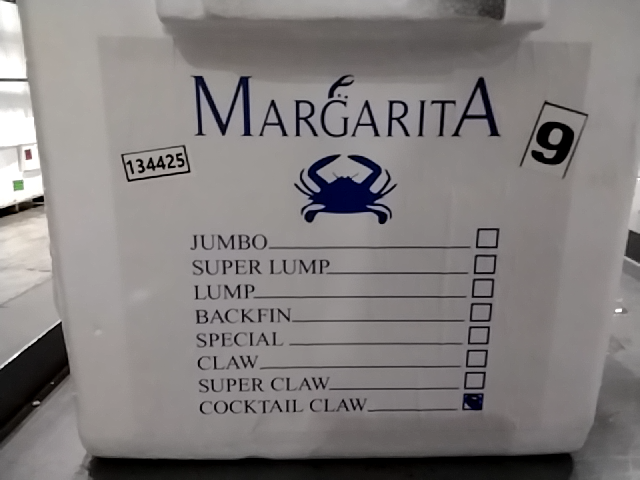 MARGARITA
134425
9
JUMBO
SUPER LUMP
LUMP
BACKFIN
SPECIAL
CLAW
SUPER CLAW
COCKTAIL CLAW